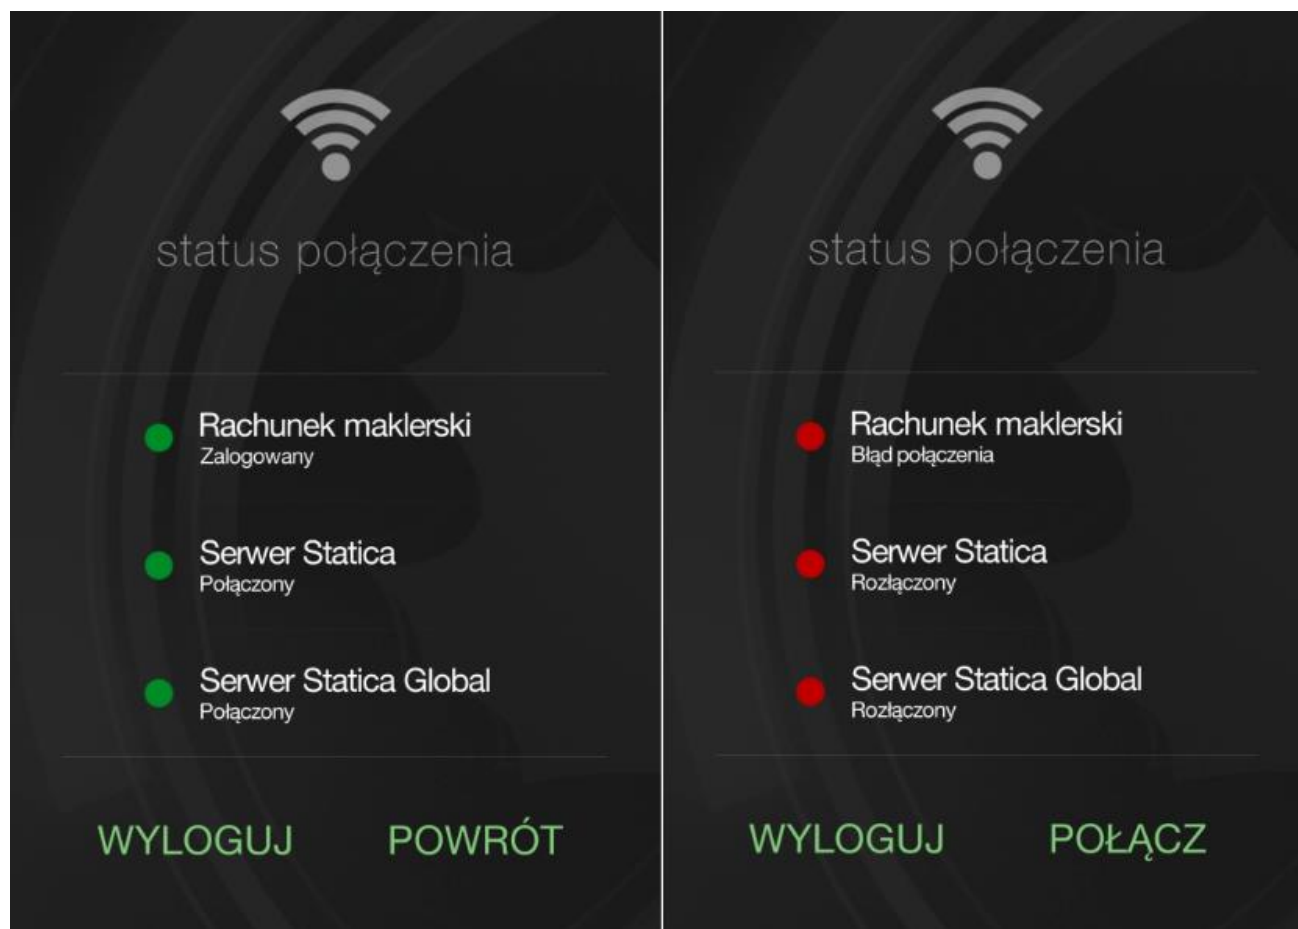 status połączenia
Rachunek maklerski
Zalogowany
Serwer Statica
Połączony
Serwer Statica Global
Połączony
WYLOGUJ POWRÓT
status połączenia
Rachunek maklerski
Błąd połączenia
Serwer Statica
Rozłączony
Serwer Statica Global
Rozłączony
WYLOGUJ POŁĄCZ